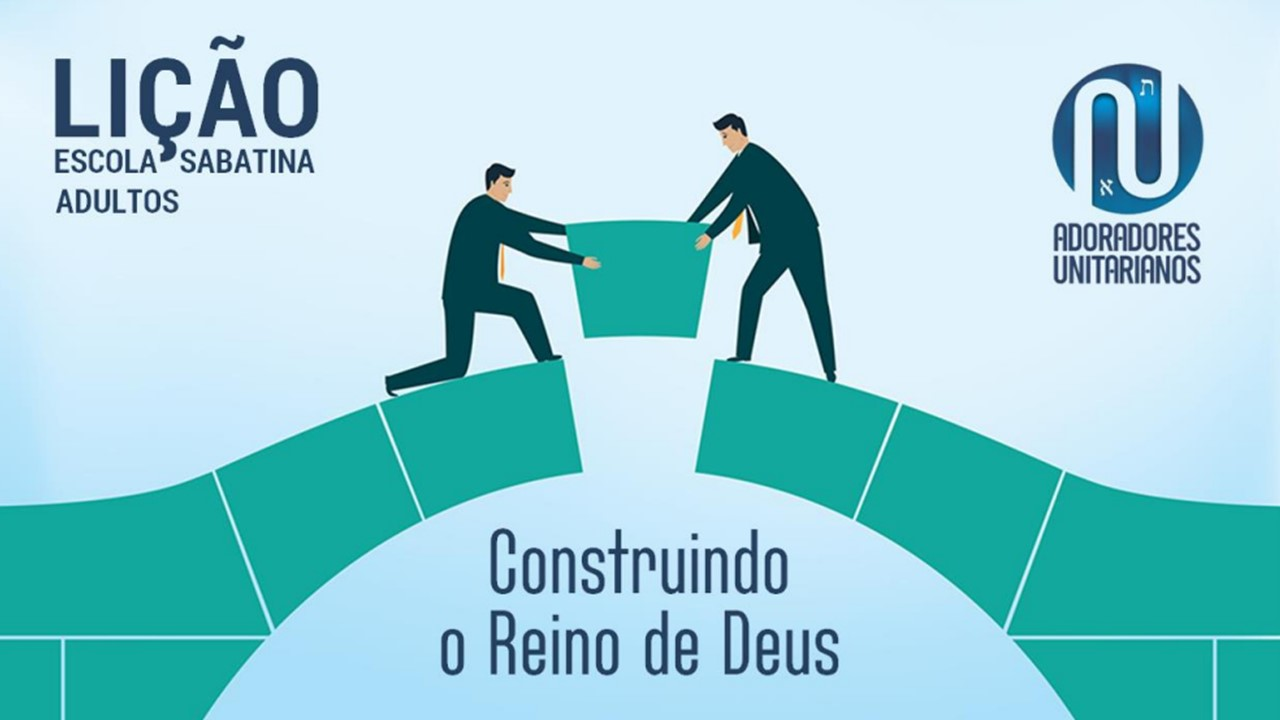 LIÇÃO
ESCOLA SABATINA
ADULTOS
ת
א
ADORADORES
UNITARIANOS
Construindo
o Reino de Deus